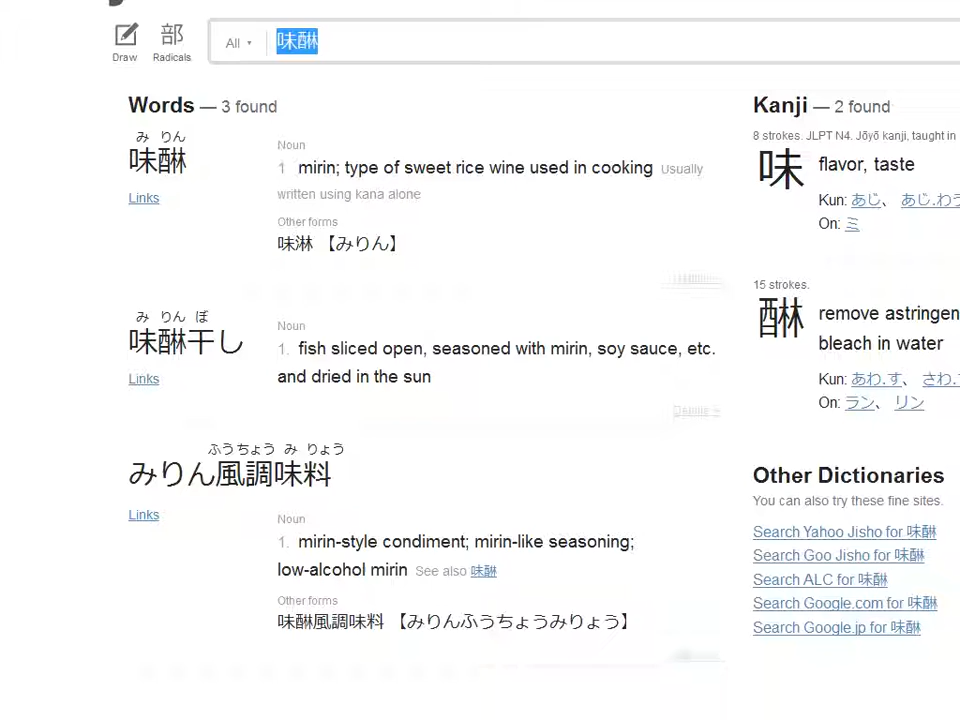 Draw
部
Radicals
All
味醂
Words — 3 found
み りん
味醂
Links
Noun
1 mirin; type of sweet rice wine used in cooking Usually
written using kana alone
Other forms
味淋 【みりん】
み りん ぼ
味醂干し
Links
Noun
1. fish sliced open, seasoned with mirin, soy sauce, etc.
and dried in the sun
ふうちょう み りょう
みりん風調味料
Links
Noun
1. mirin-style condiment; mirin-like seasoning;
low-alcohol mirin See also 味醂
Other forms
味醂風調味料 【みりんふうちょうみりょう】
Kanji — 2 found
8 strokes. JLPT N4. Jōyō kanji, taught in
味
flavor, taste
Kun: あじ、 あじ.わう
On: ミ
15 strokes.
醂
remove astringen
bleach in water
Kun: あわ.す、 さわ.
On: ラン、 リン
Other Dictionaries
You can also try these fine sites.
Search Yahoo Jisho for 味醂
Search Goo Jisho for 味醂
Search ALC for 味醂
Search Google.com for 味醂
Search Google.jp for 味醂